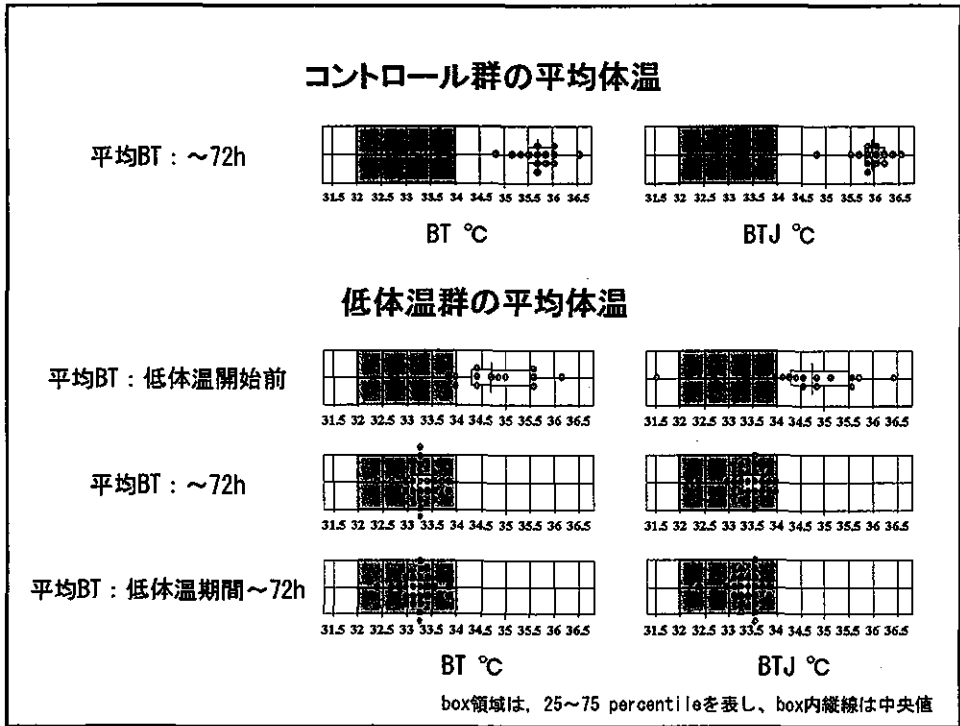 コントロール群の平均体温
平均BT：～72h
31.5 32 32.5 33 33.5 34 34.5 35 35.5 36 36.5
31.5 32 32.5 33 33.5 34 34.5 35 35.5 36 36.5
BT ℃
BTJ ℃
低体温群の平均体温
平均BT：低体温開始前
31.5 32 32.5 33 33.5 34 34.5 35 35.5 36 36.5
31.5 32 32.5 33 33.5 34 34.5 35 35.5 36 36.5
平均BT：～72h
31.5 32 32.5 33 33.5 34 34.5 35 35.5 36 36.5
31.5 32 32.5 33 33.5 34 34.5 35 35.5 36 36.5
平均BT：低体温期間～72h
31.5 32 32.5 33 33.5 34 34.5 35 35.5 36 36.5
31.5 32 32.5 33 33.5 34 34.5 35 35.5 36 36.5
BT ℃
BTJ ℃
box領域は，25～75 percentileを表し、box内縦線は中央値